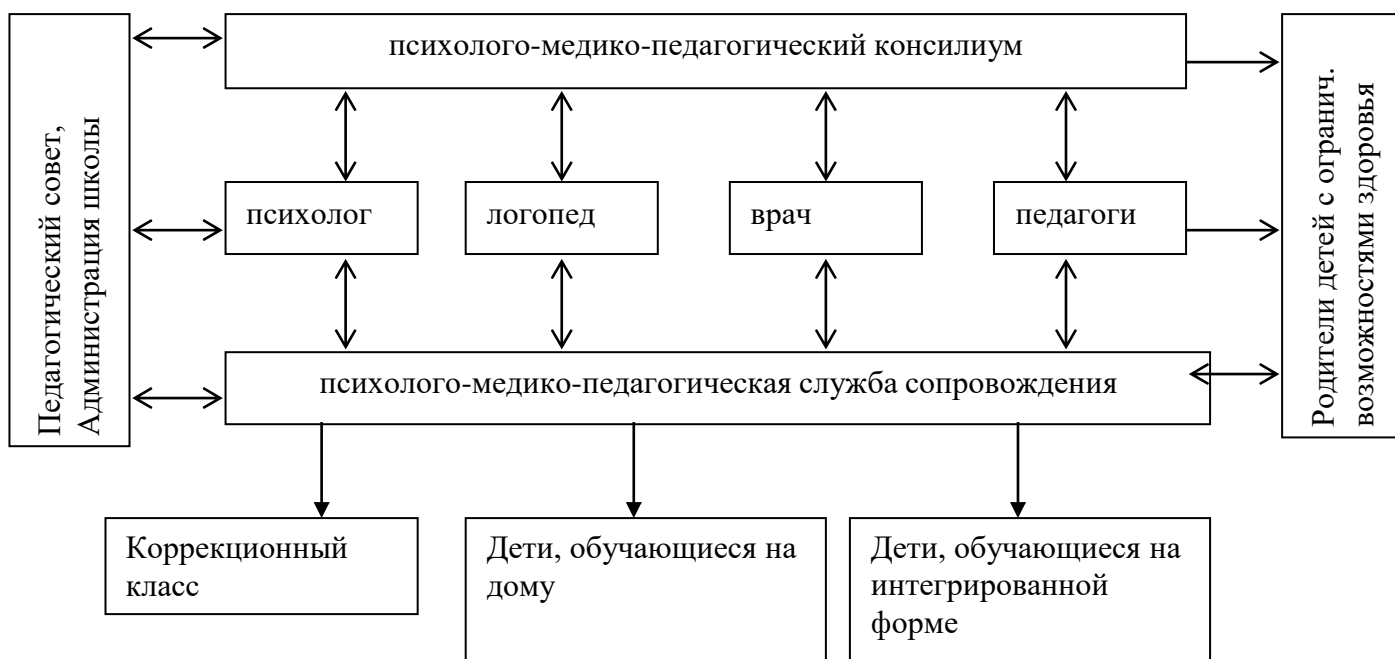 Педагогический совет,
Администрация школы
психолого-медико-педагогический консилиум
Родители детей с огранич.
возможностями здоровья
психолог
логопед
врач
педагоги
психолого-медико-педагогическая служба сопровождения
Коррекционный
класс
Дети, обучающиеся на
дому
Дети, обучающиеся на
интегрированной
форме